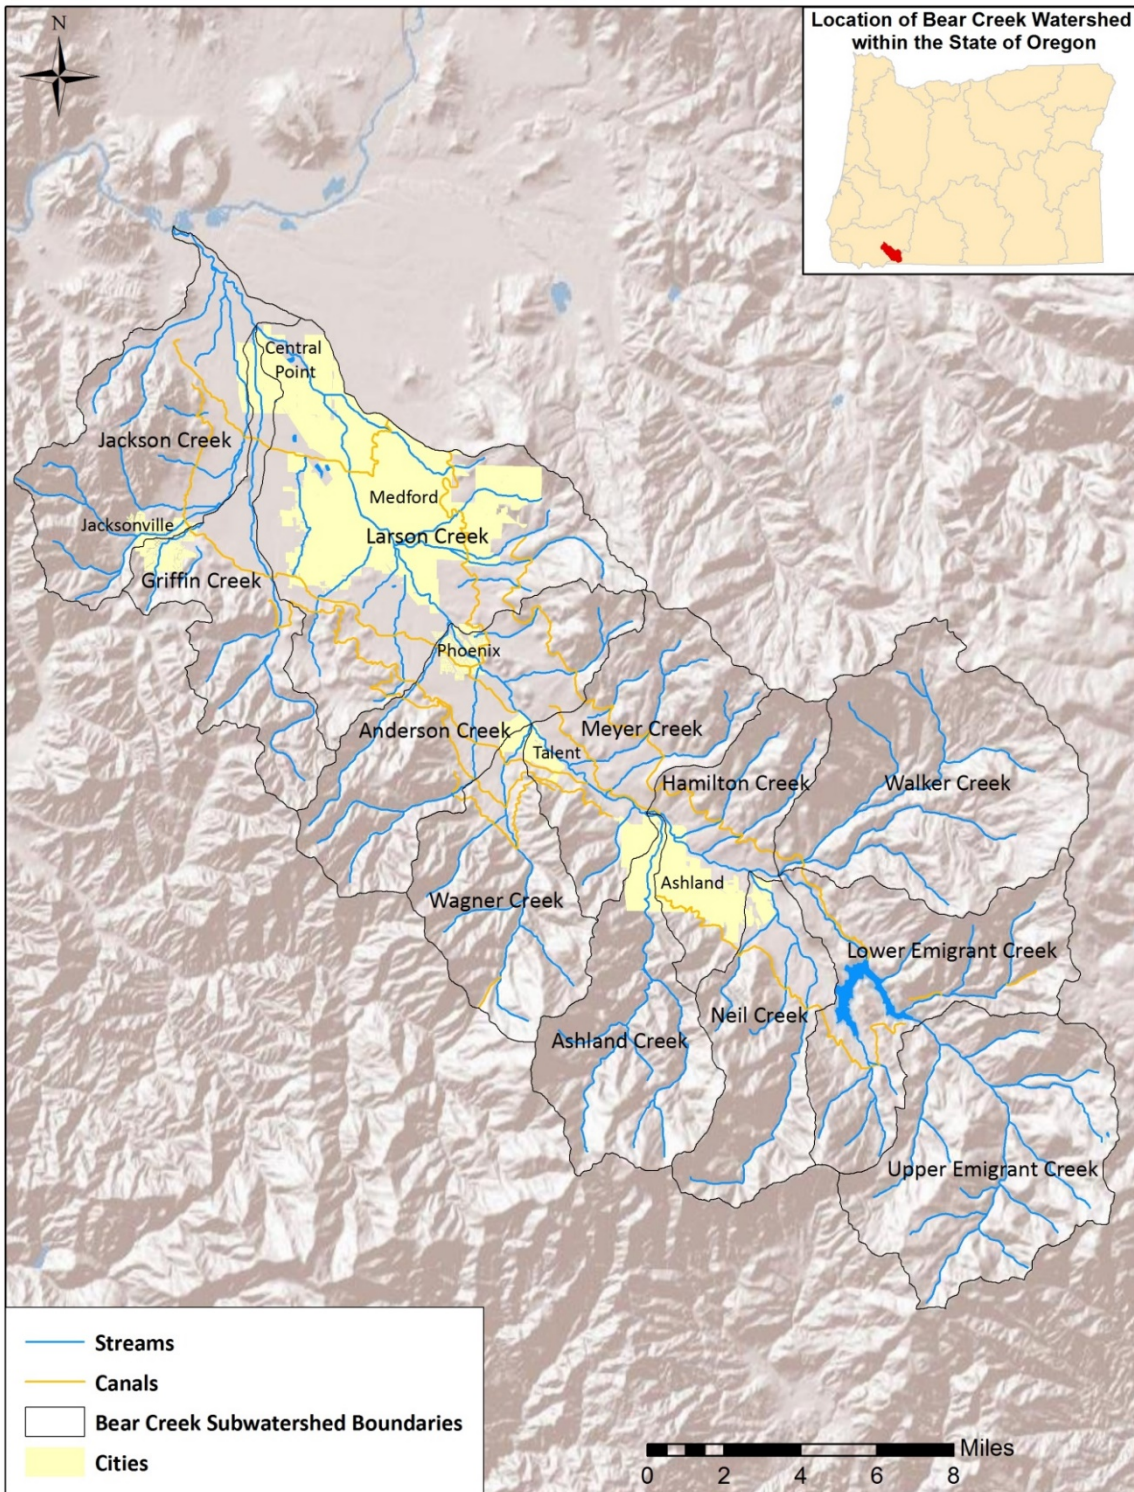 N
Location of Bear Creek Watershed
within the State of Oregon
Central
Point
Jackson Creek
Medford
Jacksonville
Larson Creek
Griffin Creek
Phoenix
Anderson Creek
Meyer Creek
Talent
Hamilton Creek
Walker Creek
Ashland
Wagner Creek
Lower Emigrant Creek
Neil Creek
Ashland Creek
Upper Emigrant Creek
Streams
Canals
Bear Creek Subwatershed Boundaries
Cities
Miles
0 2 4 6 8